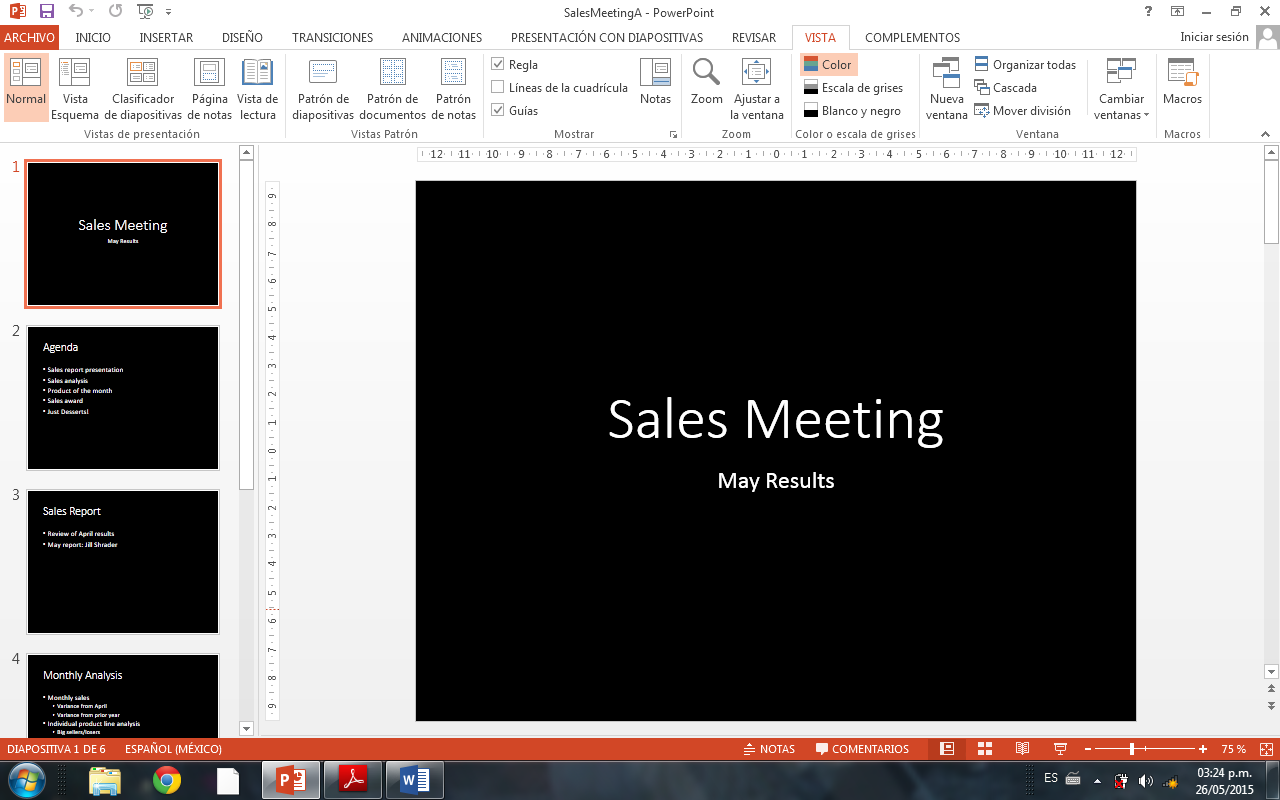 SalesMeetingA - PowerPoint
ARCHIVO INICIO INSERTAR DISEÑO TRANSICIONES ANIMACIONES PRESENTACIÓN CON DIAPOSITIVAS REVISAR VISTA COMPLEMENTOS Iniciar sesión
Normal
Vista Esquema
Clasificador de diapositivas
Página de notas
Vista de lectura
Vistas de presentación
Patrón de diapositivas
Patrón de documentos
Patrón de notas
Vistas Patrón
Regla
Líneas de la cuadrícula
Guías
Notas
Mostrar
Zoom
Ajustar a la ventana
Zoom
Color
Escala de grises
Blanco y negro
Color o escala de grises
Nueva ventana
Organizar todas
Cascada
Mover división
Cambiar ventanas
Ventana
Macros
Macros
12 11 10 9 8 7 6 5 4 3 2 1 0 1 2 3 4 5 6 7 8 9 10 11 12
9 8 7 6 5 4 3 2 1 0 1 2 3 4 5 6 7 8 9
1
Sales Meeting
May Results
2
Agenda
• Sales report presentation
• Sales analysis
• Product of the month
• Sales award
• Just Desserts!
3
Sales Report
• Review of April results
• May report: Jill Shrader
4
Monthly Analysis
• Monthly sales
• Variance from April
• Variance from prior year
• Individual product line analysis
• Big sellers/losers
Sales Meeting
May Results
DIAPOSITIVA 1 DE 6 ESPAÑOL (MÉXICO) NOTAS COMENTARIOS 75 %
ES 03:24 p.m.
26/05/2015